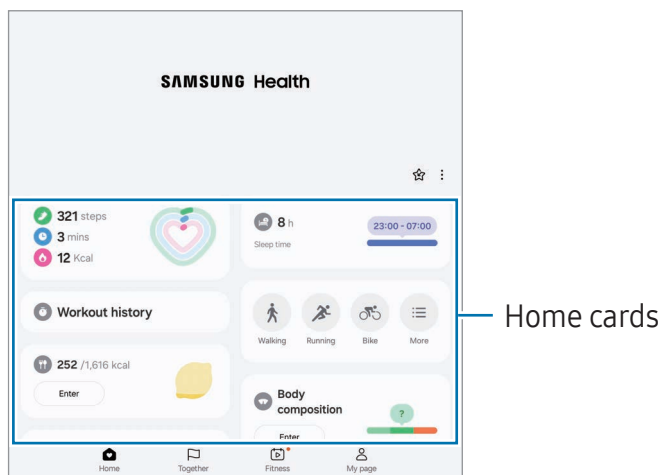 SAMSUNG Health
321 steps
3 mins
12 Kcal
8 h
Sleep time
23:00 - 07:00
Workout history
Walking
Running
Bike
More
252 /1,616 kcal
Enter
Body
composition
?
Enter
Home
Together
Fitness
My page
Home cards